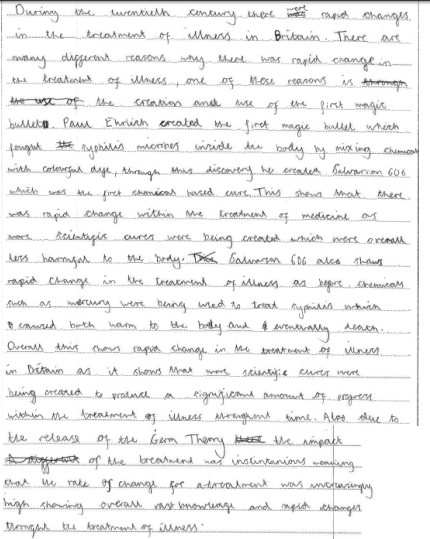 During the twentieth century there were rapid changes
in the treatment of illness in Britain. There are
many different reasons why there was rapid change in
the treatment of illness, one of these reasons is through
the use of the creation and use of the first magic
bullet. Paul Ehrlich created the first magic bullet which
fought the syphilis microbes inside the body by mixing chemical
with colourful dye, through this discovery he created Salvarson 606
which was the first chemical based cure. This shows that there
was rapid change within the treatment of medicine as
more scientific cures were being created which were overall
less harmful to the body. Salvarson 606 also shows
rapid change in the treatment of illness as before chemicals
such as mercury were being used to treat syphilis which
caused both harm to the body and eventually death.
Overall this shows rapid change in the treatment of illness
in Britain as it shows that more scientific cures were
being created to produce a significant amount of progress
within the treatment of illness throughout time. Also due to
the release of the Germ Theory the impact
of the treatment was instantanious meaning
that the rate of change for a treatment was increasingly
high showing overall vast knowledge and rapid changes
throught the treatment of illness.